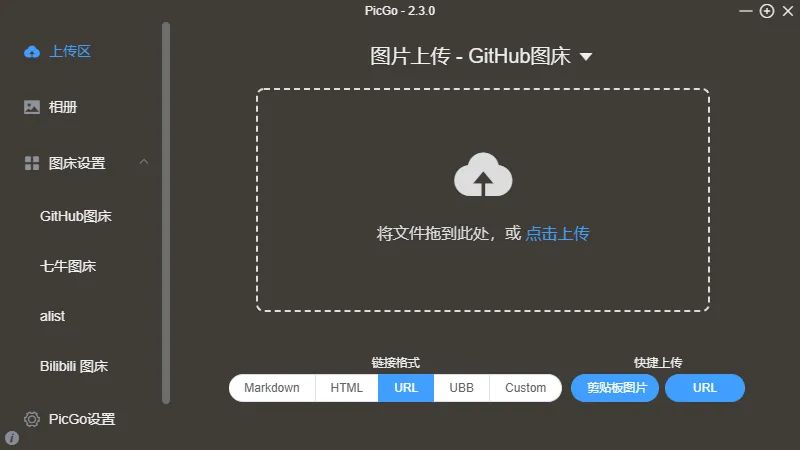 PicGo - 2.3.0
上传区
相册
图床设置
GitHub图床
七牛图床
alist
Bilibili 图床
PicGo设置
图片上传 - GitHub图床
将文件拖到此处，或 点击上传
链接格式
Markdown HTML URL UBB Custom
快捷上传
剪贴板图片 URL